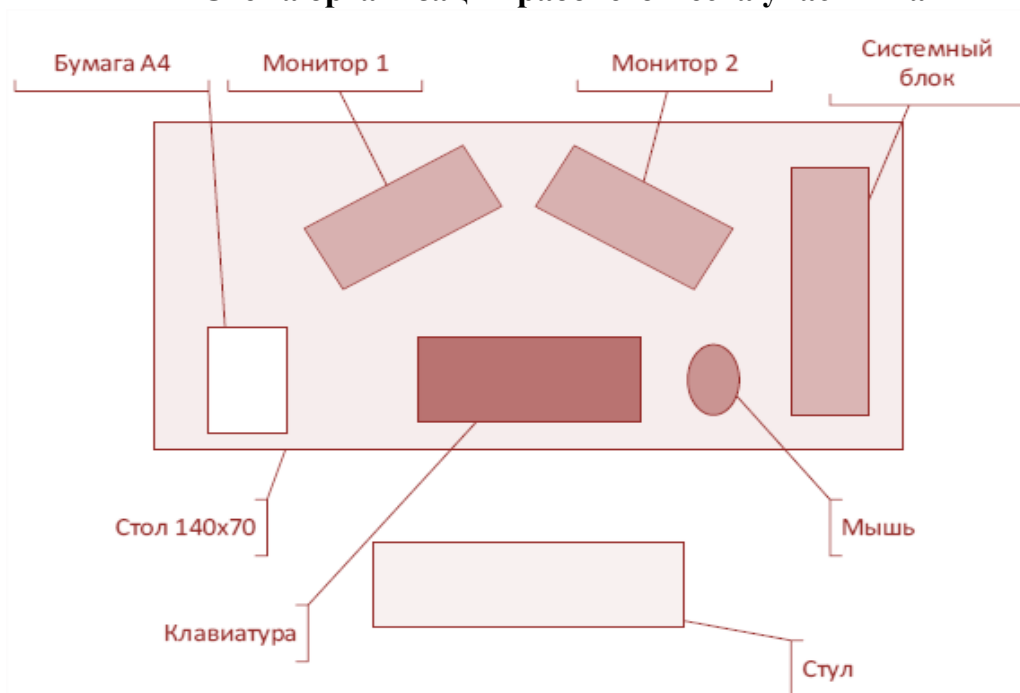 Бумага А4
Монитор 1
Монитор 2
Системный
блок
Стол 140х70
Мышь
Клавиатура
Стул